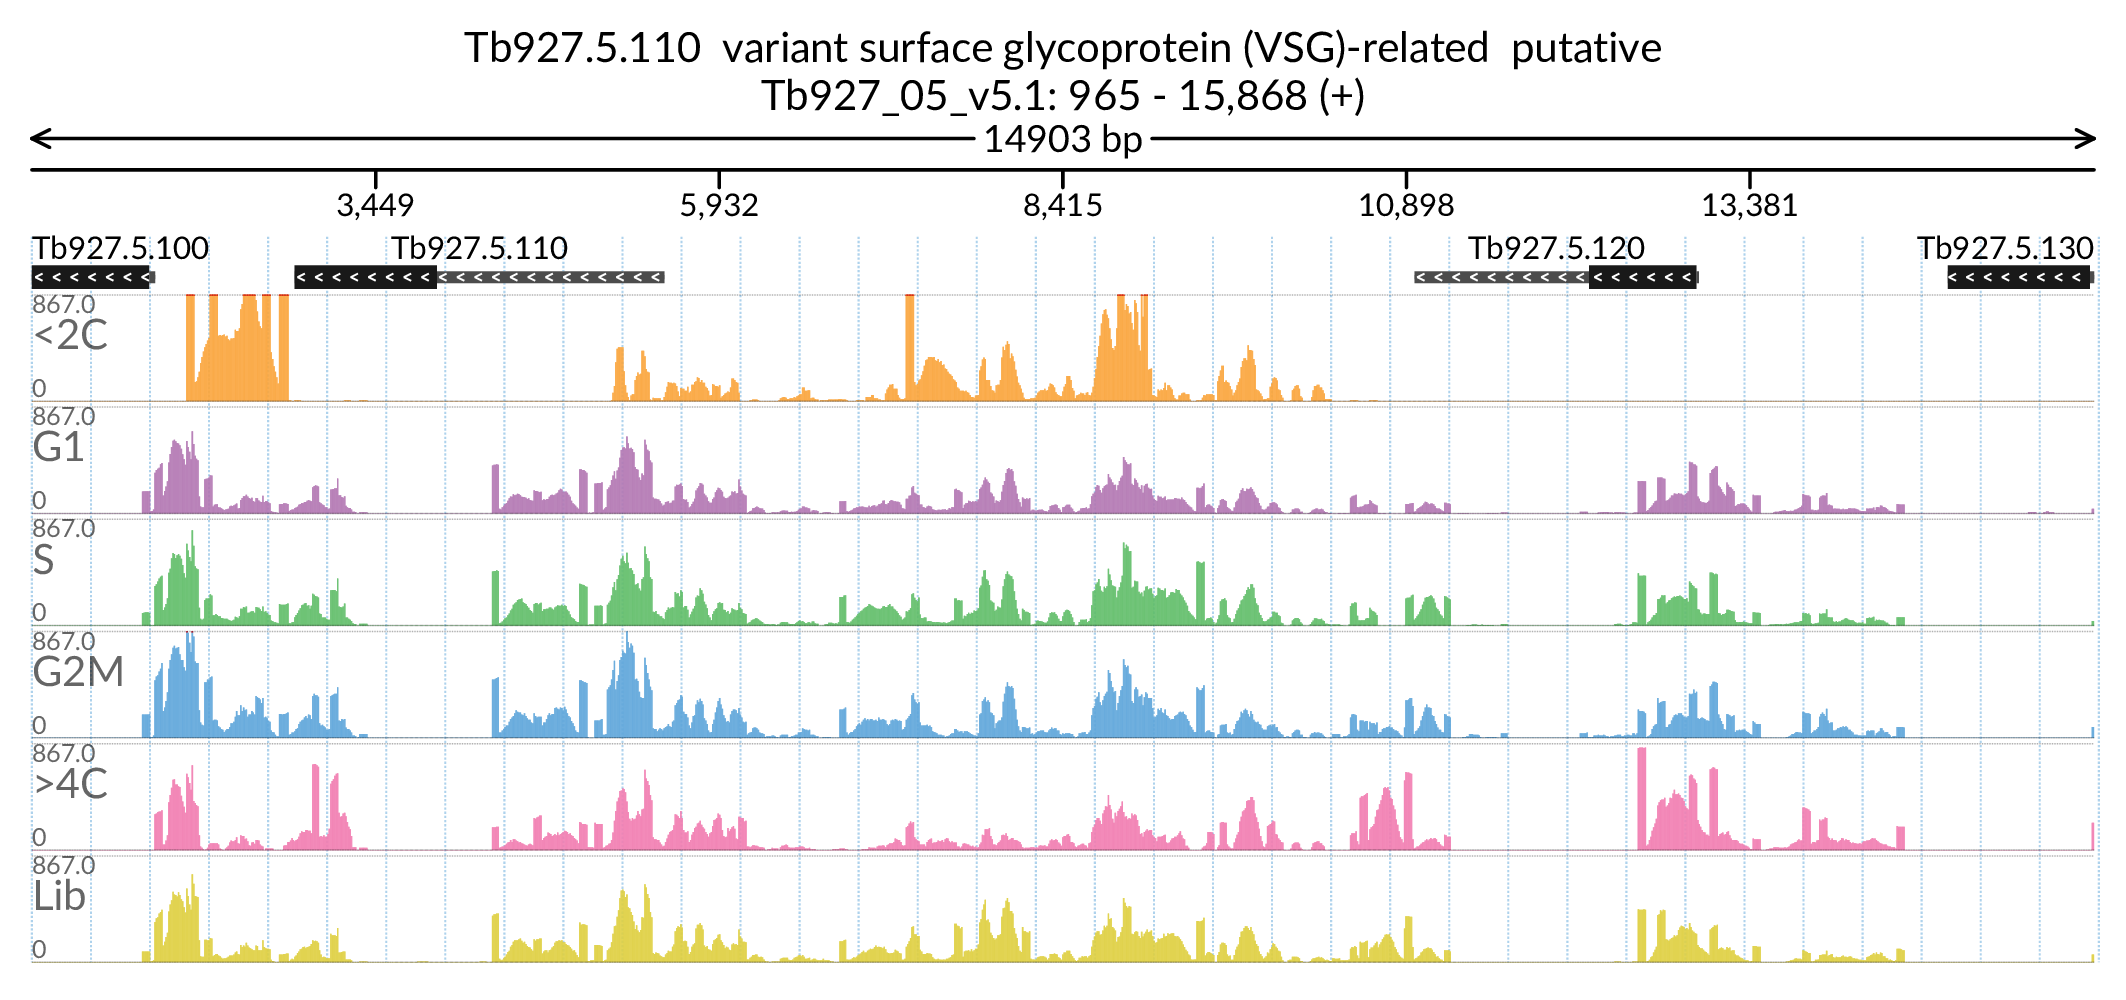 Tb927.5.110  variant surface glycoprotein (VSG)-related  putative
Tb927_05_v5.1: 965 - 15,868 (+)
14903 bp
3,449 5,932 8,415 10,898 13,381
Tb927.5.100 Tb927.5.110 Tb927.5.120 Tb927.5.130
867.0
<2C
0
867.0
G1
0
867.0
S
0
867.0
G2M
0
867.0
>4C
0
867.0
Lib
0